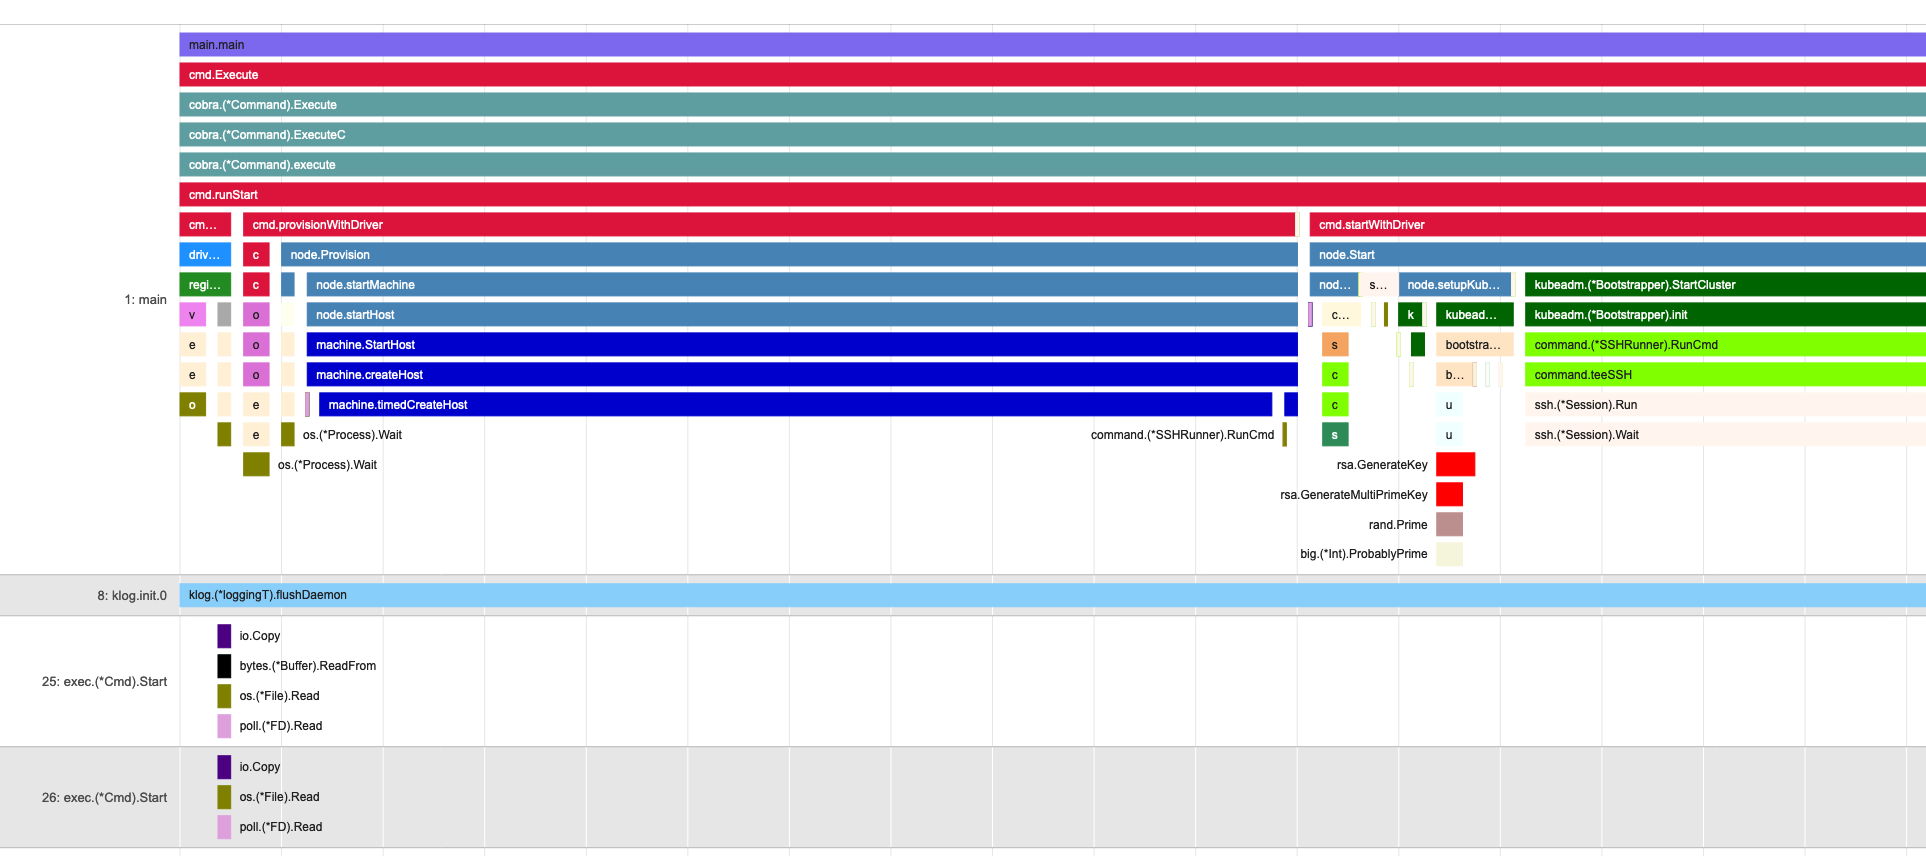 main.main
cmd.Execute
cobra.(*Command).Execute
cobra.(*Command).ExecuteC
cobra.(*Command).execute
cmd.runStart
cm... cmd.provisionWithDriver cmd.startWithDriver
driv... c node.Provision node.Start
regi... c node.startMachine nod... s... node.setupKub... kubeadm.(*Bootstrapper).StartCluster
1: main
v o node.startHost c... k kubead... kubeadm.(*Bootstrapper).init
e o machine.StartHost s bootstra... command.(*SSHRunner).RunCmd
e o machine.createHost c b... command.teeSSH
o e machine.timedCreateHost c u ssh.(*Session).Run
e os.(*Process).Wait command.(*SSHRunner).RunCmd s u ssh.(*Session).Wait
os.(*Process).Wait rsa.GenerateKey
rsa.GenerateMultiPrimeKey
rand.Prime
big.(*Int).ProbablyPrime
8: klog.init.0 klog.(*loggingT).flushDaemon
io.Copy
bytes.(*Buffer).ReadFrom
25: exec.(*Cmd).Start
os.(*File).Read
poll.(*FD).Read
io.Copy
26: exec.(*Cmd).Start os.(*File).Read
poll.(*FD).Read